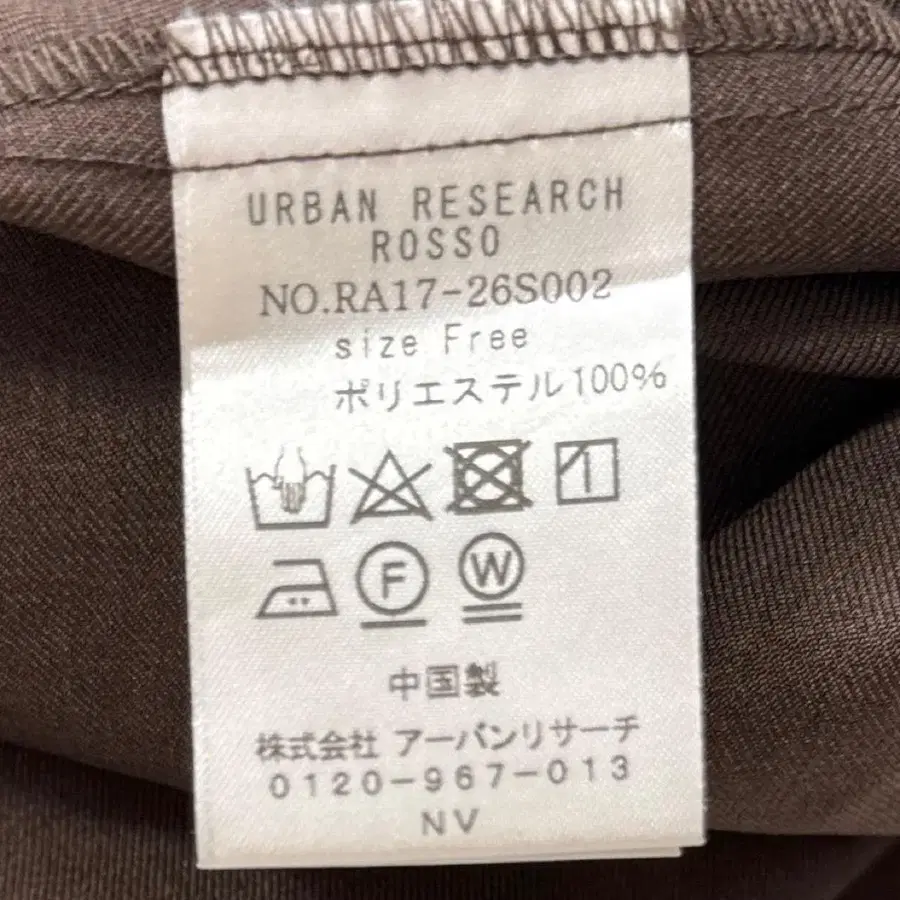 URBAN RESEARCH
ROSSO
NO.RA17-26S002
size Free
ポリエステル100%
F W
中国製
株式会社 アーバンリサーチ
0120-967-013
NV